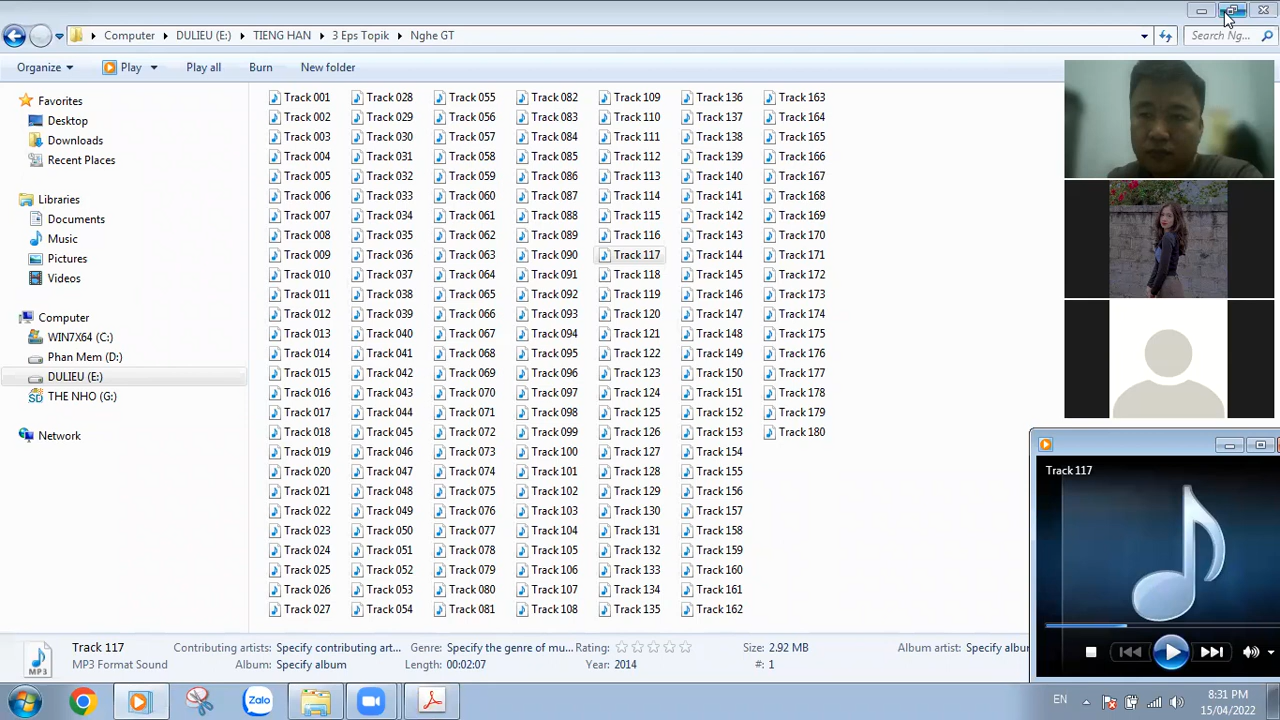 Computer ▸ DULIEU (E:) ▸ TIENG HAN ▸ 3 Eps Topik ▸ Nghe GT
Search Ng...
Organize Play Play all Burn New folder
Favorites
Desktop
Downloads
Recent Places
Libraries
Documents
Music
Pictures
Videos
Computer
WIN7X64 (C:)
Phan Mem (D:)
DULIEU (E:)
THE NHO (G:)
Network
Track 001 Track 028 Track 055 Track 082 Track 109 Track 136 Track 163
Track 002 Track 029 Track 056 Track 083 Track 110 Track 137 Track 164
Track 003 Track 030 Track 057 Track 084 Track 111 Track 138 Track 165
Track 004 Track 031 Track 058 Track 085 Track 112 Track 139 Track 166
Track 005 Track 032 Track 059 Track 086 Track 113 Track 140 Track 167
Track 006 Track 033 Track 060 Track 087 Track 114 Track 141 Track 168
Track 007 Track 034 Track 061 Track 088 Track 115 Track 142 Track 169
Track 008 Track 035 Track 062 Track 089 Track 116 Track 143 Track 170
Track 009 Track 036 Track 063 Track 090 Track 117 Track 144 Track 171
Track 010 Track 037 Track 064 Track 091 Track 118 Track 145 Track 172
Track 011 Track 038 Track 065 Track 092 Track 119 Track 146 Track 173
Track 012 Track 039 Track 066 Track 093 Track 120 Track 147 Track 174
Track 013 Track 040 Track 067 Track 094 Track 121 Track 148 Track 175
Track 014 Track 041 Track 068 Track 095 Track 122 Track 149 Track 176
Track 015 Track 042 Track 069 Track 096 Track 123 Track 150 Track 177
Track 016 Track 043 Track 070 Track 097 Track 124 Track 151 Track 178
Track 017 Track 044 Track 071 Track 098 Track 125 Track 152 Track 179
Track 018 Track 045 Track 072 Track 099 Track 126 Track 153 Track 180
Track 019 Track 046 Track 073 Track 100 Track 127 Track 154
Track 020 Track 047 Track 074 Track 101 Track 128 Track 155
Track 021 Track 048 Track 075 Track 102 Track 129 Track 156
Track 022 Track 049 Track 076 Track 103 Track 130 Track 157
Track 023 Track 050 Track 077 Track 104 Track 131 Track 158
Track 024 Track 051 Track 078 Track 105 Track 132 Track 159
Track 025 Track 052 Track 079 Track 106 Track 133 Track 160
Track 026 Track 053 Track 080 Track 107 Track 134 Track 161
Track 027 Track 054 Track 081 Track 108 Track 135 Track 162
Track 117
Track 117 Contributing artists: Specify contributing art... Genre: Specify the genre of mu... Rating: Size: 2.92 MB Album artist: Specify albun
MP3 Format Sound Album: Specify album Length: 00:02:07 Year: 2014 #: 1
MP3
Zalo
EN
8:31 PM
15/04/2022